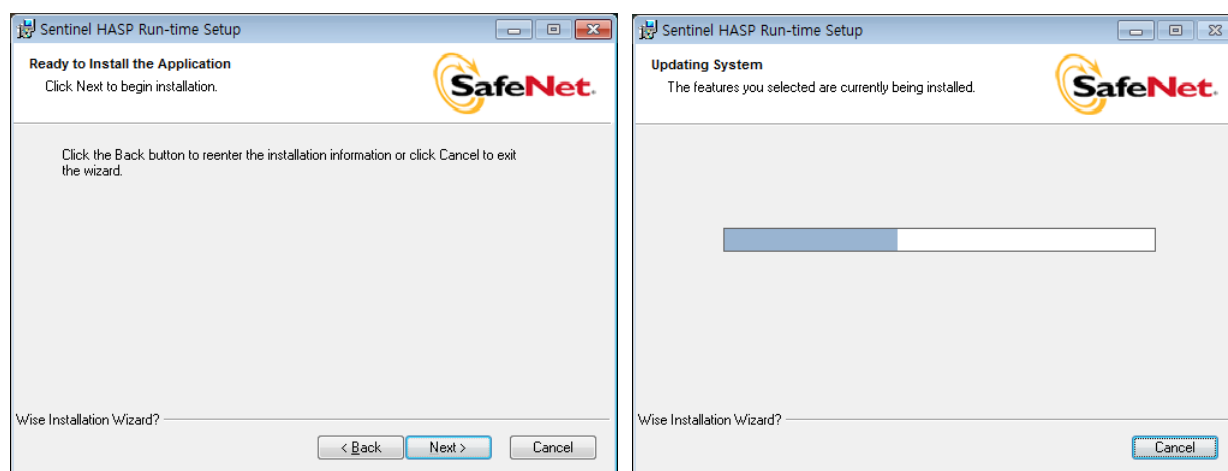 Sentinel HASP Run-time Setup
Ready to Install the Application
Click Next to begin installation.
SafeNet.
Click the Back button to reenter the installation information or click Cancel to exit
the wizard.
Wise Installation Wizard?
< Back
Next >
Cancel
Sentinel HASP Run-time Setup
Updating System
The features you selected are currently being installed.
SafeNet.
Wise Installation Wizard?
Cancel